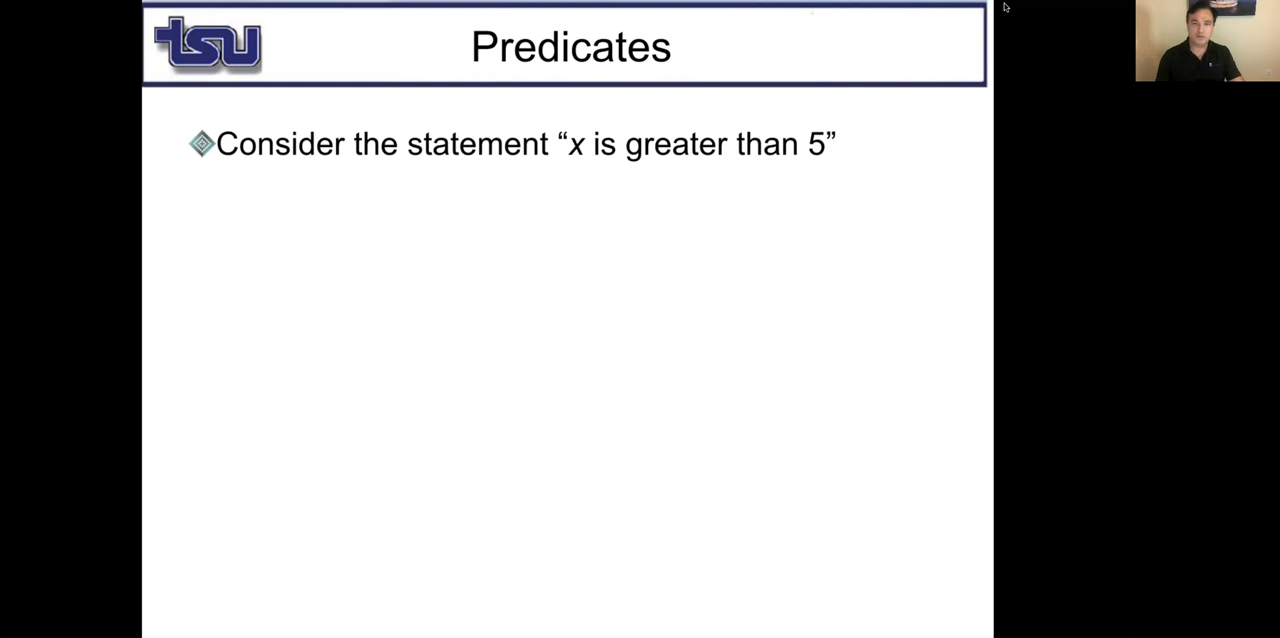 tsu
Predicates
Consider the statement “x is greater than 5”